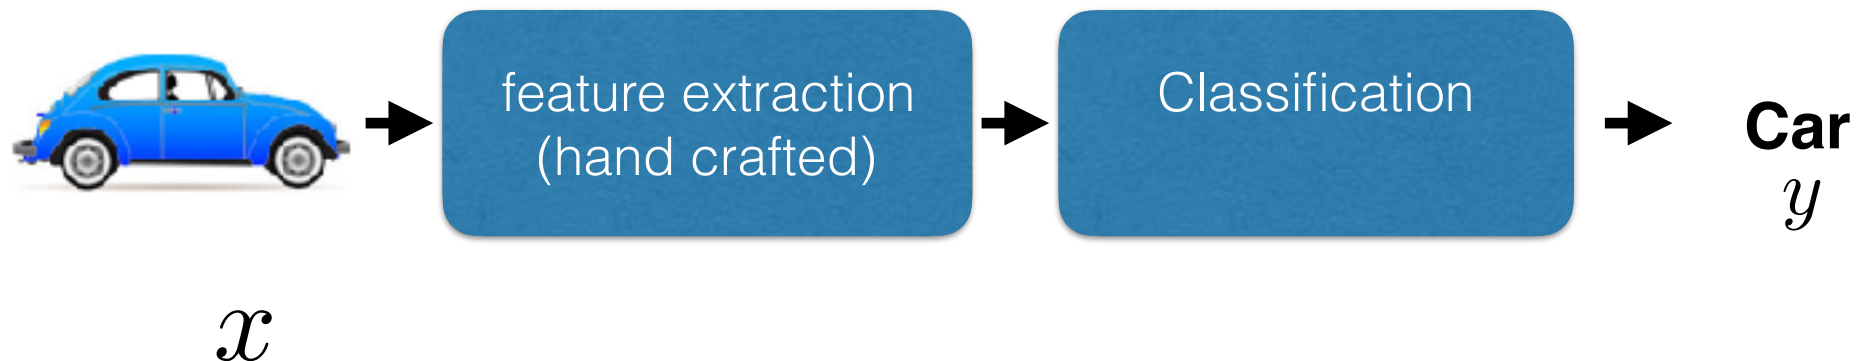 feature extraction
(hand crafted)
Classification
Car
y
x